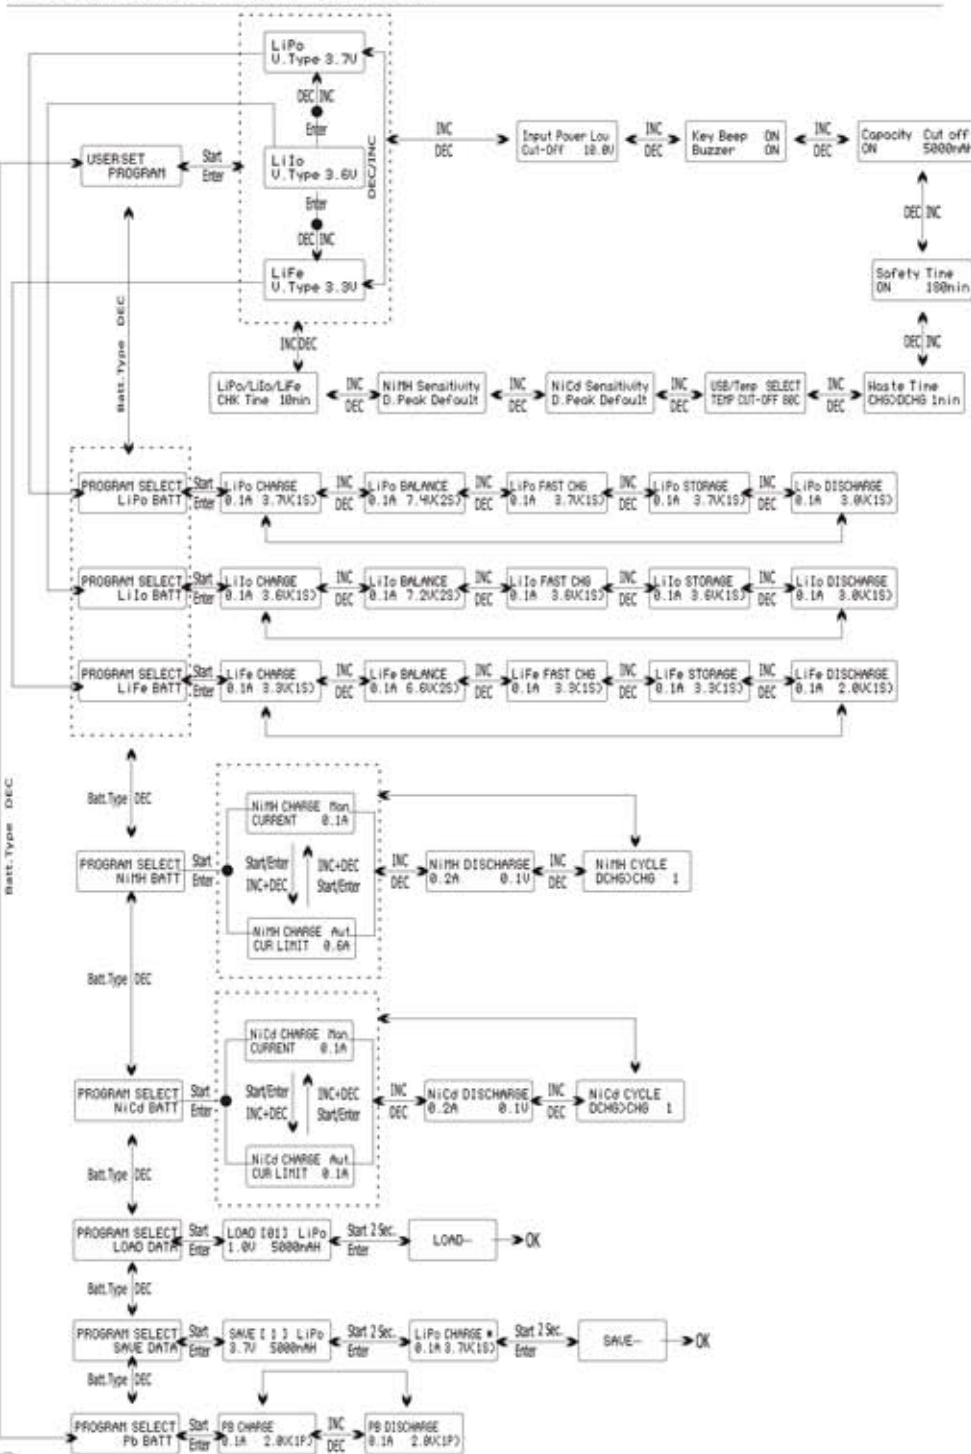 LiPo
V.Type 3.7V
DEC INC
Enter
LiIo
V.Type 3.6V
Enter
DEC INC
LiFe
V.Type 3.3V
DEC/INC
USERSET
PROGRAM
Start
Enter
INC
DEC
Input Power Low
Cut-Off 10.0V
INC
DEC
Key Beep ON
Buzzer ON
INC
DEC
Capacity Cut off
ON 5000mAh
DEC INC
Safety Time
ON 180min
DEC INC
Batt.Type DEC
INC DEC
LiPo/LiIo/LiFe
CHK Time 10min
INC
DEC
NiMH Sensitivity
D.Peak Default
INC
DEC
NiCd Sensitivity
D.Peak Default
INC
DEC
USB/Temp SELECT
TEMP CUT-OFF 80C
INC
DEC
Waste Time
CHG>DCHG 1min
PROGRAM SELECT
LiPo BATT
Start
Enter
LiPo CHARGE
0.1A 3.7V(1S)
INC
DEC
LiPo BALANCE
0.1A 7.4V(2S)
INC
DEC
LiPo FAST CHG
0.1A 3.7V(1S)
INC
DEC
LiPo STORAGE
0.1A 3.7V(1S)
INC
DEC
LiPo DISCHARGE
0.1A 3.0V(1S)
PROGRAM SELECT
LiIo BATT
Start
Enter
LiIo CHARGE
0.1A 3.6V(1S)
INC
DEC
LiIo BALANCE
0.1A 7.2V(2S)
INC
DEC
LiIo FAST CHG
0.1A 3.6V(1S)
INC
DEC
LiIo STORAGE
0.1A 3.6V(1S)
INC
DEC
LiIo DISCHARGE
0.1A 3.0V(1S)
PROGRAM SELECT
LiFe BATT
Start
Enter
LiFe CHARGE
0.1A 3.3V(1S)
INC
DEC
LiFe BALANCE
0.1A 6.6V(2S)
INC
DEC
LiFe FAST CHG
0.1A 3.3(1S)
INC
DEC
LiFe STORAGE
0.1A 3.3(1S)
INC
DEC
LiFe DISCHARGE
0.1A 2.0V(1S)
Batt.Type DEC
Batt.Type DEC
NiMH CHARGE Man
CURRENT 0.1A
PROGRAM SELECT
NiMH BATT
Start
Enter
Start/Enter
INC+DEC
INC+DEC
Start/Enter
INC
DEC
NiMH DISCHARGE
0.2A 0.1V
INC
DEC
NiMH CYCLE
DCHG>CHG 1
NiMH CHARGE Aut
CUR LIMIT 0.6A
Batt.Type DEC
NiCd CHARGE Man
CURRENT 0.1A
PROGRAM SELECT
NiCd BATT
Start
Enter
Start/Enter
INC+DEC
INC+DEC
Start/Enter
INC
DEC
NiCd DISCHARGE
0.2A 0.1V
INC
DEC
NiCd CYCLE
DCHG>CHG 1
NiCd CHARGE Aut
CUR LIMIT 0.1A
Batt.Type DEC
PROGRAM SELECT
LOAD DATA
Start
Enter
LOAD [01] LiPo
1.0V 5000mAH
Start 2 Sec.
Enter
LOAD—
OK
Batt.Type DEC
PROGRAM SELECT
SAVE DATA
Start
Enter
SAVE [ 1 ] LiPo
3.7V 5000mAH
Start 2 Sec.
Enter
LiPo CHARGE *
0.1A 3.7V(1S)
Start 2 Sec.
Enter
SAVE—
OK
Batt.Type DEC
PROGRAM SELECT
Pb BATT
Start
Enter
PB CHARGE
0.1A 2.0V(1P)
INC
DEC
PB DISCHARGE
0.1A 2.0V(1P)